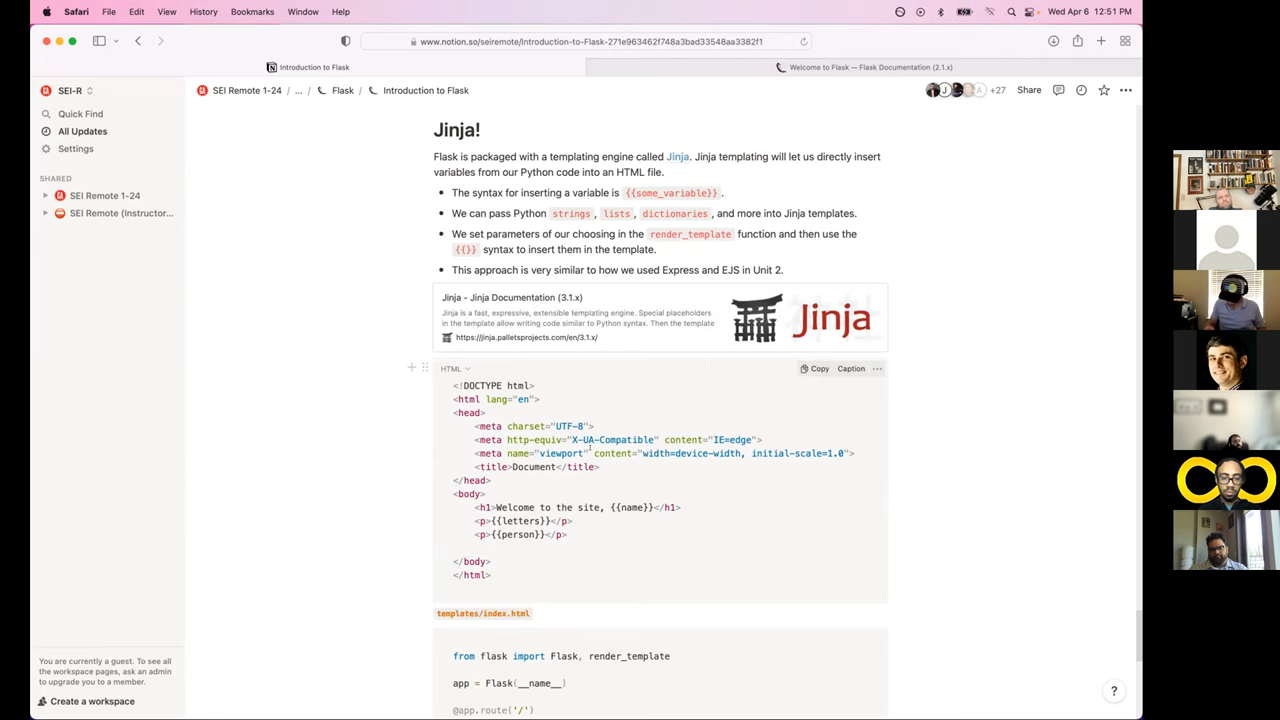 Safari File Edit View History Bookmarks Window Help Wed Apr 6 12:51 PM
www.notion.so/seiremote/Introduction-to-Flask-271e963462f748a3bad33548aa3382f1
Introduction to Flask
Welcome to Flask — Flask Documentation (2.1.x)
SEI-R
SEI Remote 1-24 / ... / Flask / Introduction to Flask
J A +27 Share
Quick Find
All Updates
Settings
SHARED
SEI Remote 1-24
SEI Remote (Instructor...
Jinja!
Flask is packaged with a templating engine called Jinja. Jinja templating will let us directly insert
variables from our Python code into an HTML file.
The syntax for inserting a variable is {{some_variable}}.
We can pass Python strings, lists, dictionaries, and more into Jinja templates.
We set parameters of our choosing in the render_template function and then use the
{{}} syntax to insert them in the template.
This approach is very similar to how we used Express and EJS in Unit 2.
Jinja - Jinja Documentation (3.1.x)
Jinja is a fast, expressive, extensible templating engine. Special placeholders
in the template allow writing code similar to Python syntax. Then the template
https://jinja.palletsprojects.com/en/3.1.x/
Jinja
HTML
Copy Caption
<!DOCTYPE html>
<html lang="en">
<head>
<meta charset="UTF-8">
<meta http-equiv="X-UA-Compatible" content="IE=edge">
<meta name="viewport" content="width=device-width, initial-scale=1.0">
<title>Document</title>
</head>
<body>
<h1>Welcome to the site, {{name}}</h1>
<p>{{letters}}</p>
<p>{{person}}</p>
</body>
</html>
templates/index.html
from flask import Flask, render_template
app = Flask(__name__)
@app.route('/')
You are currently a guest. To see all
the workspace pages, ask an admin
to upgrade you to a member.
Create a workspace
?